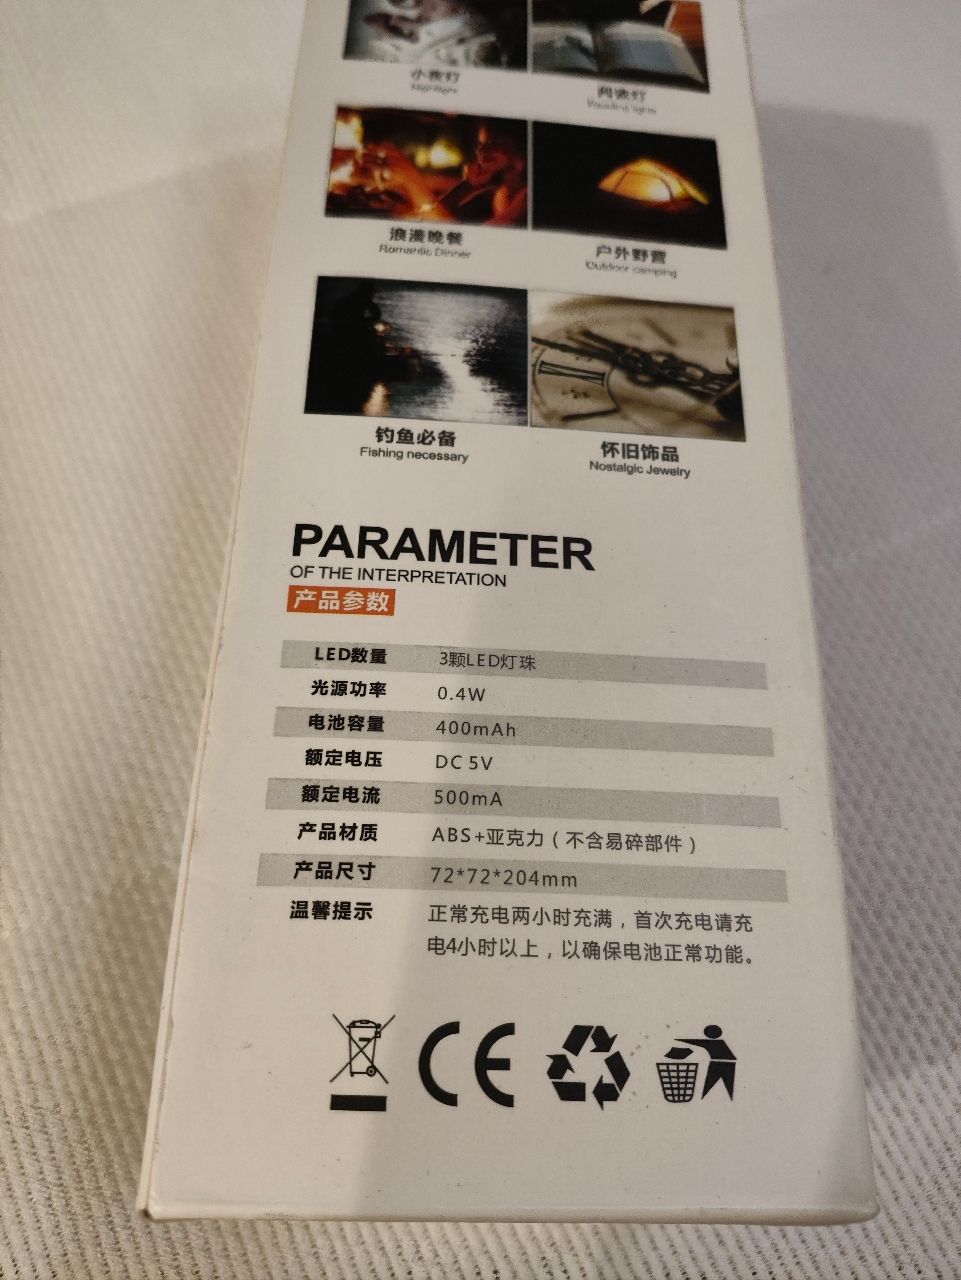 小夜灯
Nightlight
阅读灯
Reading lights
浪漫晚餐
Romantic Dinner
户外野营
Outdoor camping
钓鱼必备
Fishing necessary
怀旧饰品
Nostalgic Jewelry
PARAMETER
OF THE INTERPRETATION
产品参数
LED数量 3颗LED灯珠
光源功率 0.4W
电池容量 400mAh
额定电压 DC 5V
额定电流 500mA
产品材质 ABS+亚克力（不含易碎部件）
产品尺寸 72*72*204mm
温馨提示 正常充电两小时充满，首次充电请充
电4小时以上，以确保电池正常功能。
CE